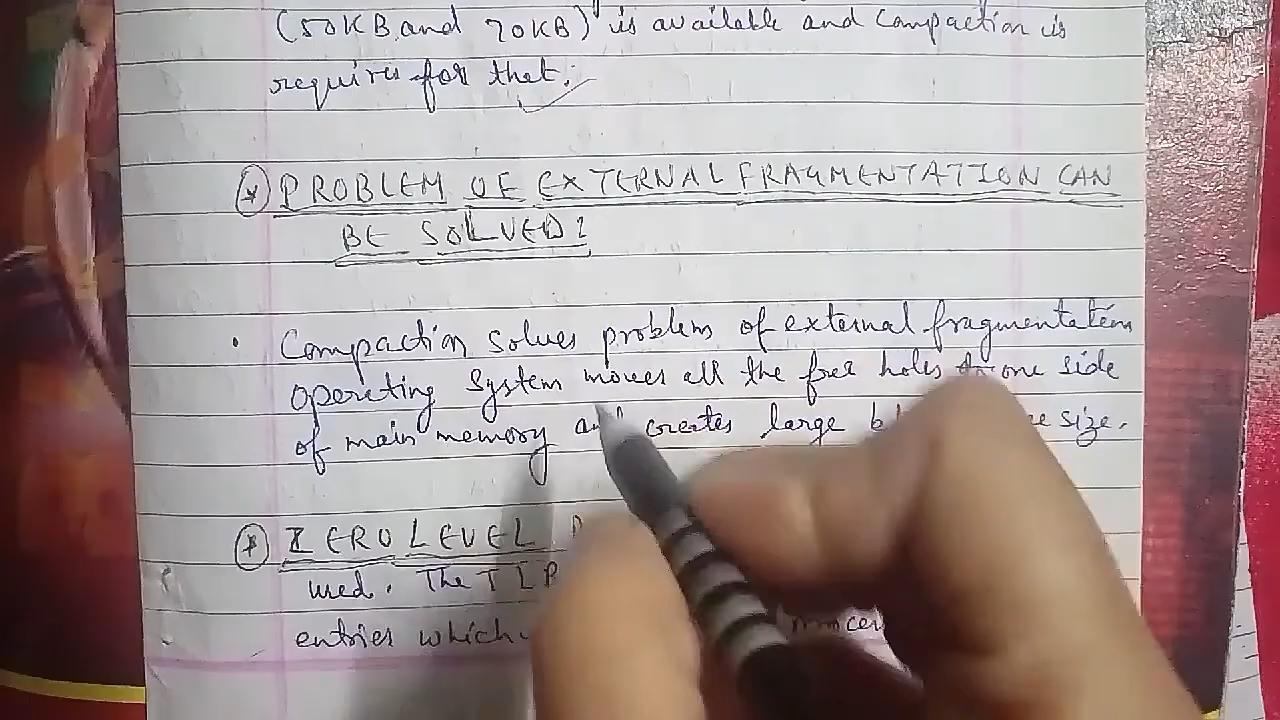 (50KB and 70KB) is available and compaction is
requires for that.
* PROBLEM OF EXTERNAL FRAGMENTATION CAN
BE SOLVED?
• Compaction solves problem of external fragmentation
operating system moves all the free holes to one side
of main memory and creates large size.
* ZERO LEVEL
used. The TLB
entries which